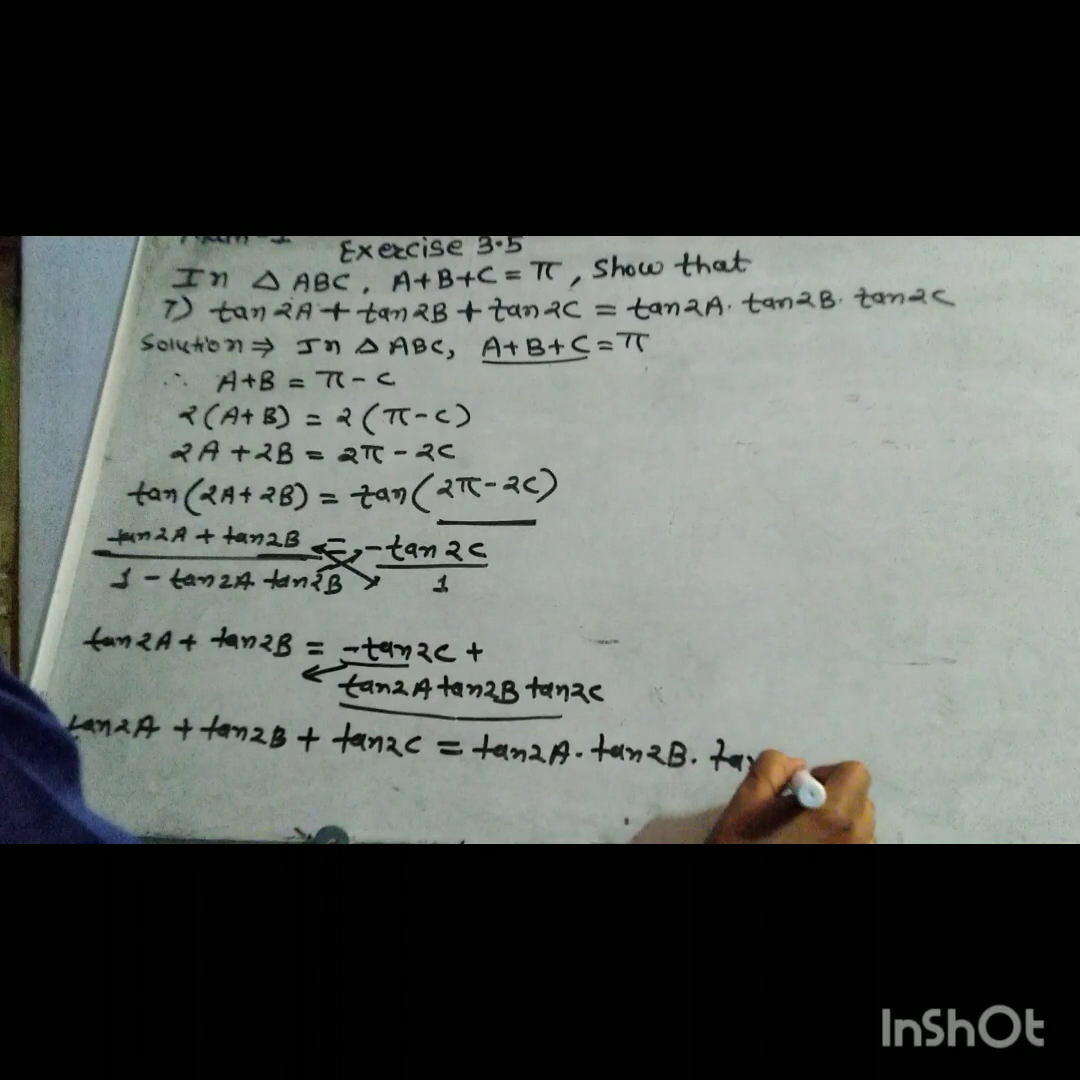 Exercise 3.5
In △ ABC, A+B+C = π, show that
7) tan2A + tan2B + tan2C = tan2A. tan2B. tan2C
Solution ⇒ In △ ABC, A+B+C = π
∴ A+B = π - C
2(A+B) = 2(π-C)
2A + 2B = 2π - 2C
tan(2A+2B) = tan(2π-2C)
tan2A + tan2B = -tan2C
1 - tan2A tan2B 1
tan2A + tan2B = -tan2C +
tan2A tan2B tan2C
tan2A + tan2B + tan2C = tan2A. tan2B. tan
InShOt